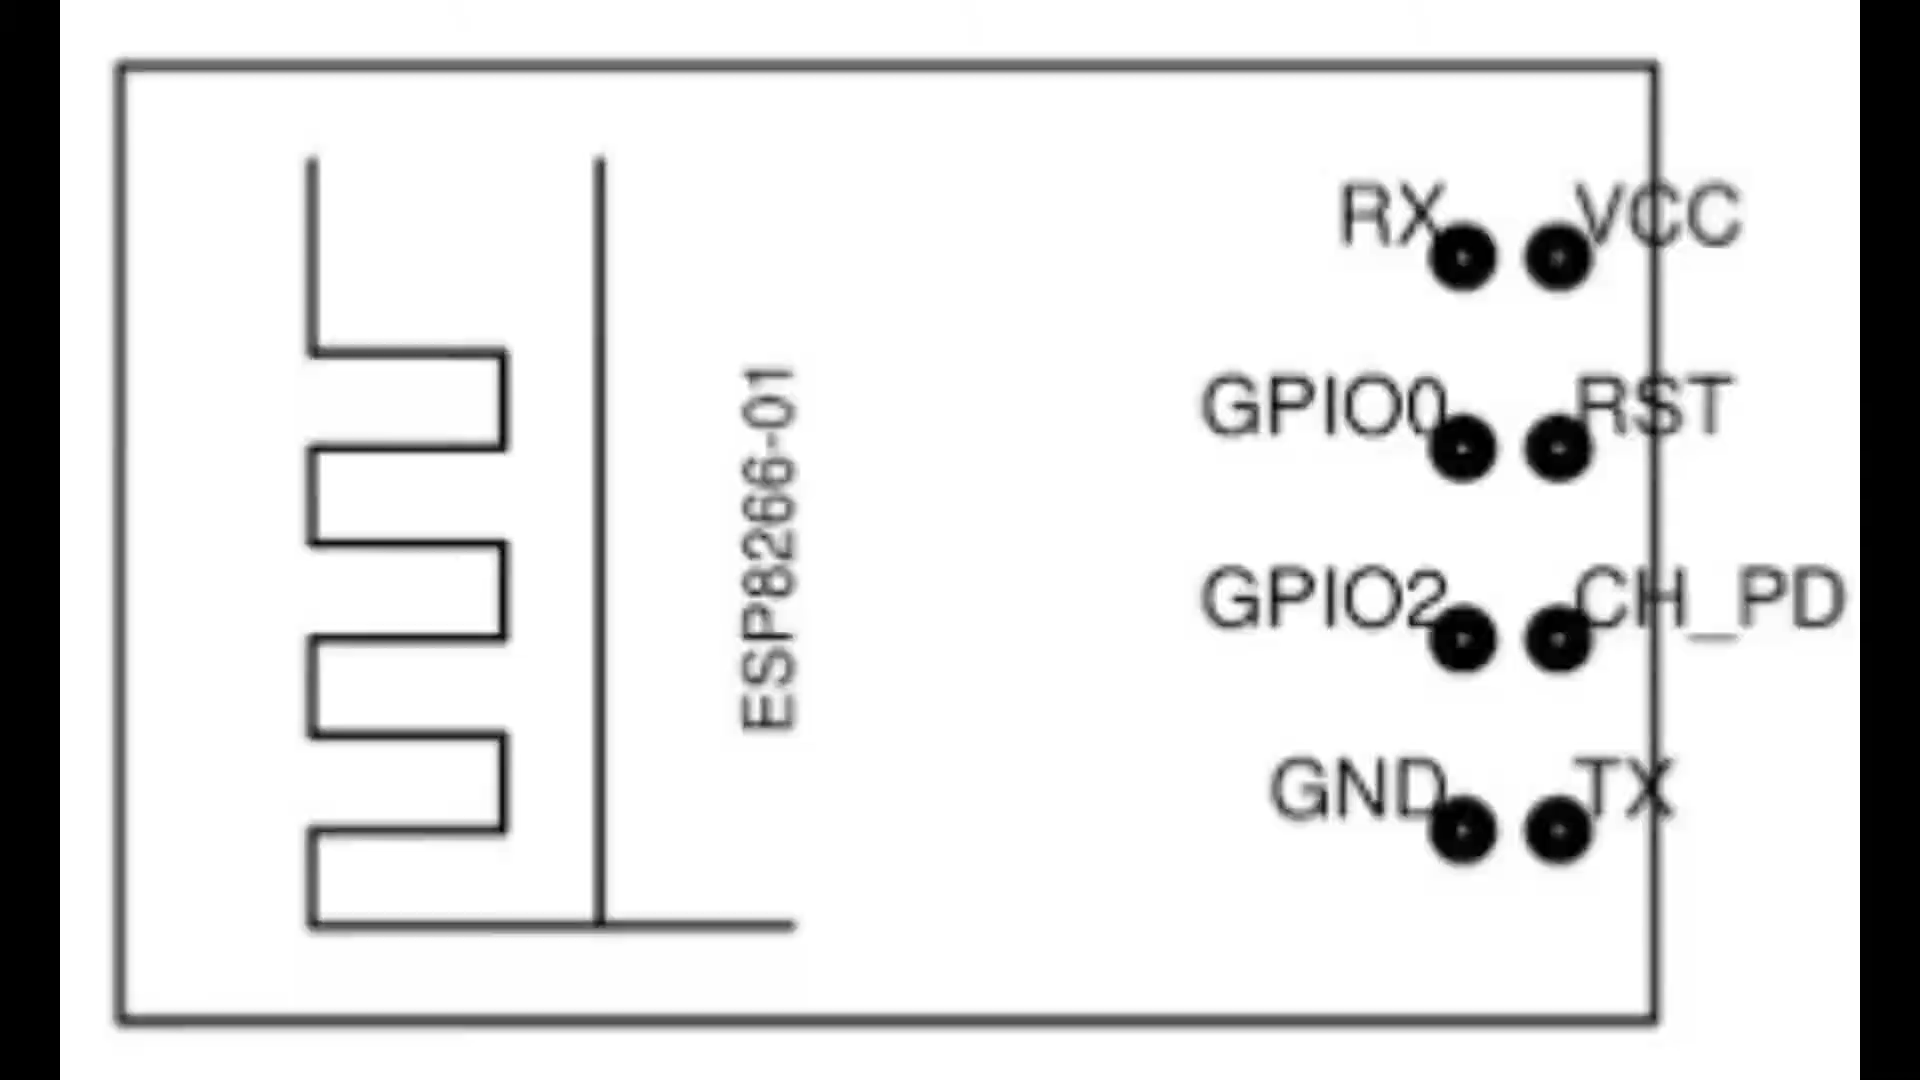 RX VCC
GPIO0 RST
ESP8266-01
GPIO2 CH_PD
GND TX